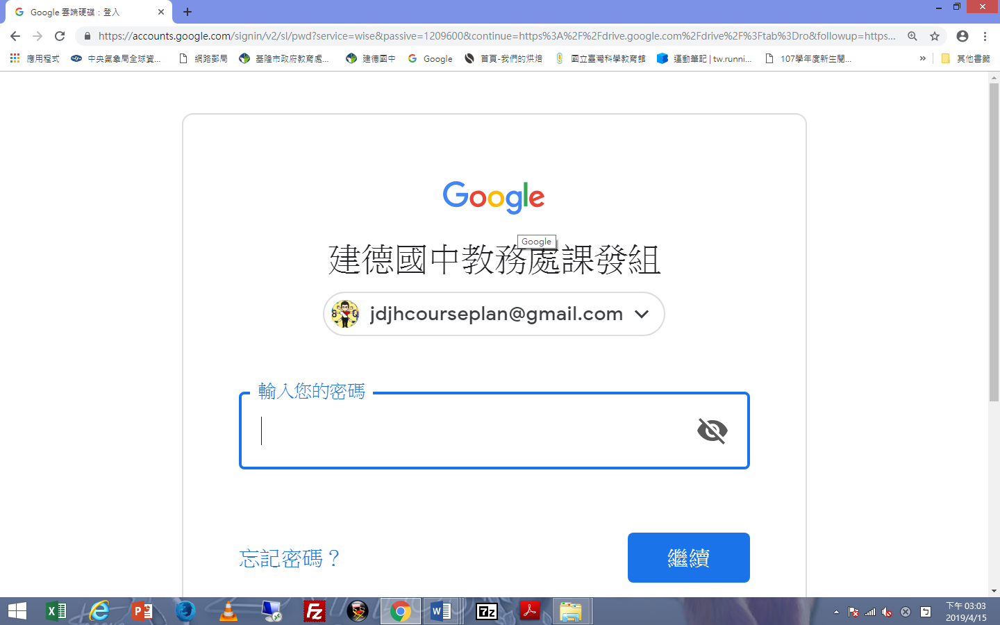 Google 雲端硬碟：登入
https://accounts.google.com/signin/v2/sl/pwd?service=wise&passive=1209600&continue=https%3A%2F%2Fdrive.google.com%2Fdrive%2F%3Ftab%3Dro&followup=https...
應用程式 中央氣象局全球資... 網路郵局 基隆市政府教育處... 建德國中 Google 首頁-我們的烘焙 國立臺灣科學教育館 運動筆記 | tw.runni... 107學年度新生閱... » 其他書籤
Google
Google
建德國中教務處課發組
jdjhcourseplan@gmail.com
輸入您的密碼
忘記密碼？
繼續
下午 03:03
2019/4/15